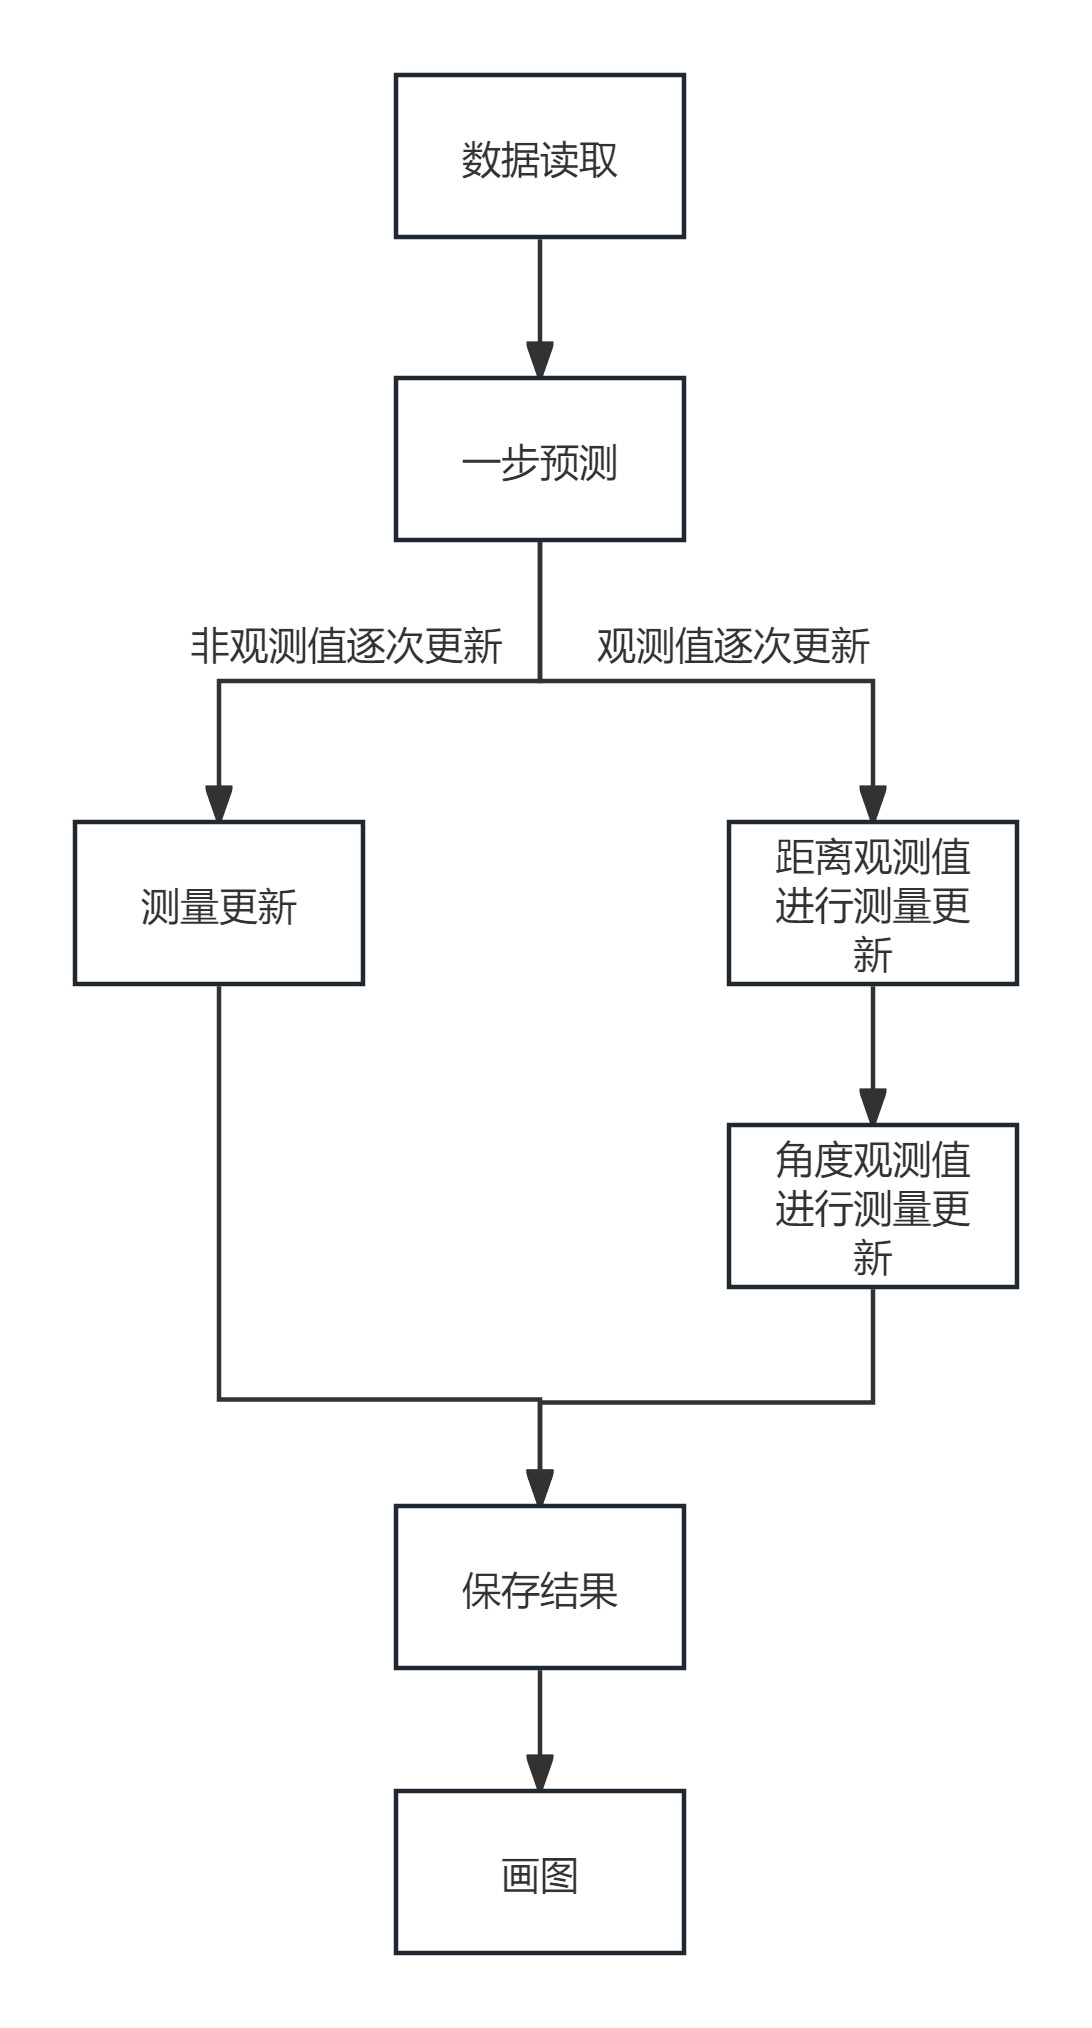 数据读取
一步预测
非观测值逐次更新
观测值逐次更新
测量更新
距离观测值
进行测量更
新
角度观测值
进行测量更
新
保存结果
画图